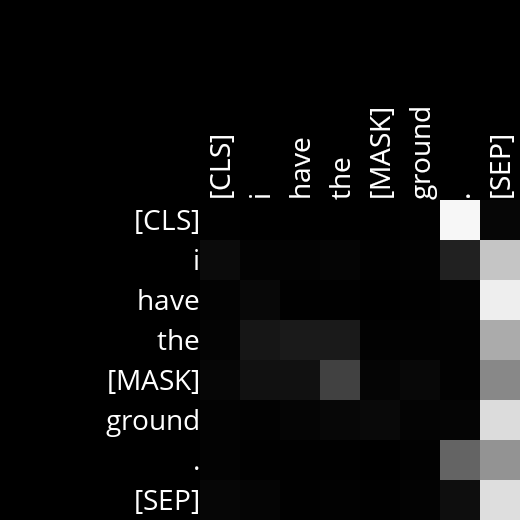 [CLS] i have the [MASK] ground . [SEP]
[CLS]
i
have
the
[MASK]
ground
.
[SEP]